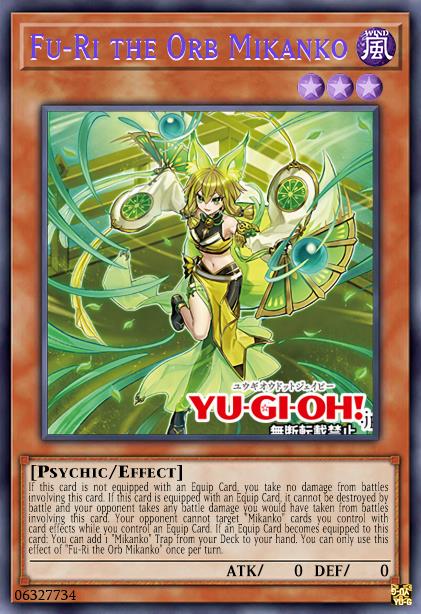 Fu-Ri the Orb Mikanko
WIND
風
ユウギオウドットジェイピー
YU-GI-OH!
無断転載禁止
[Psychic/Effect]
If this card is not equipped with an Equip Card, you take no damage from battles
involving this card. If this card is equipped with an Equip Card, it cannot be destroyed by
battle and your opponent takes any battle damage you would have taken from battles
involving this card. Your opponent cannot target "Mikanko" cards you control with
card effects while you control an Equip Card. If an Equip Card becomes equipped to this
card: You can add 1 "Mikanko" Trap from your Deck to your hand. You can only use this
effect of "Fu-Ri the Orb Mikanko" once per turn.
ATK/ 0 DEF/ 0
06327734